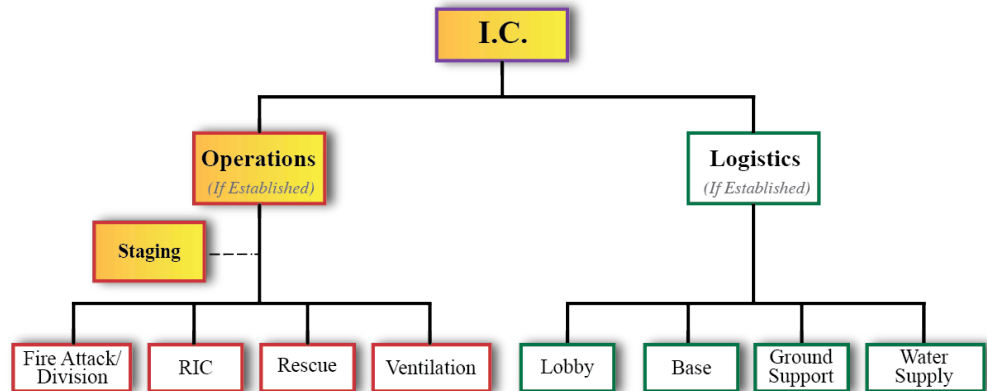 I.C.
Operations
(If Established)
Logistics
(If Established)
Staging
Fire Attack/
Division
RIC
Rescue
Ventilation
Lobby
Base
Ground
Support
Water
Supply